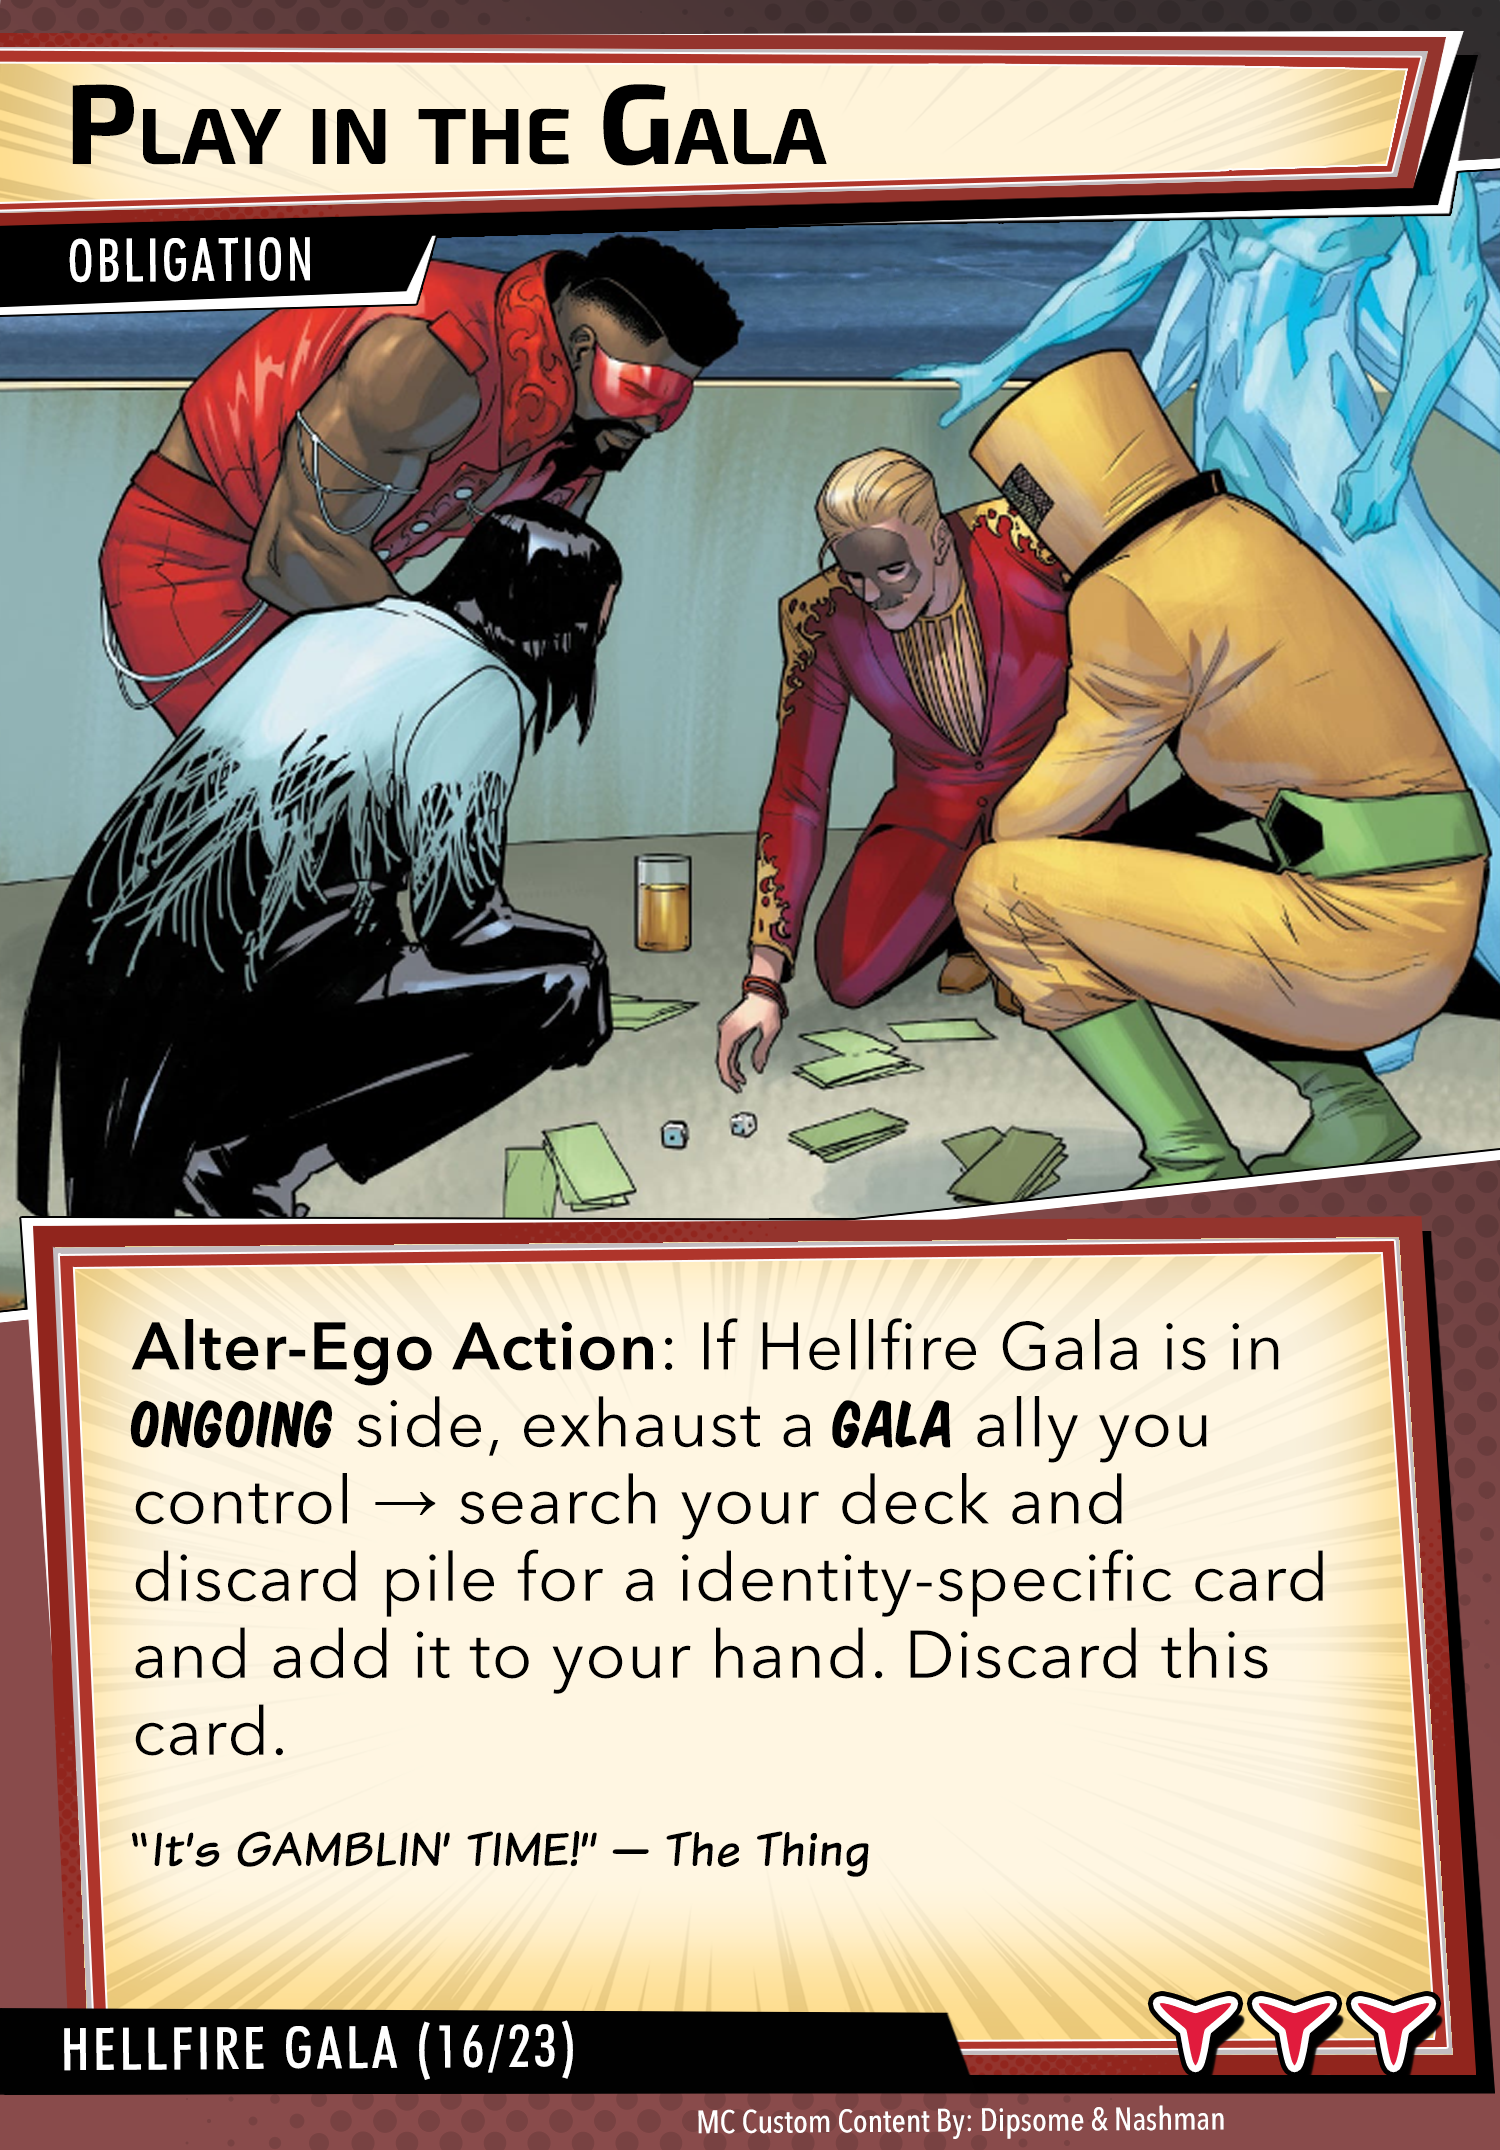 Play in the Gala
OBLIGATION
Alter-Ego Action: If Hellfire Gala is in
ONGOING side, exhaust a GALA ally you
control → search your deck and
discard pile for a identity-specific card
and add it to your hand. Discard this
card.
"It's GAMBLIN' TIME!" — The Thing
HELLFIRE GALA (16/23)
MC Custom Content By: Dipsome & Nashman